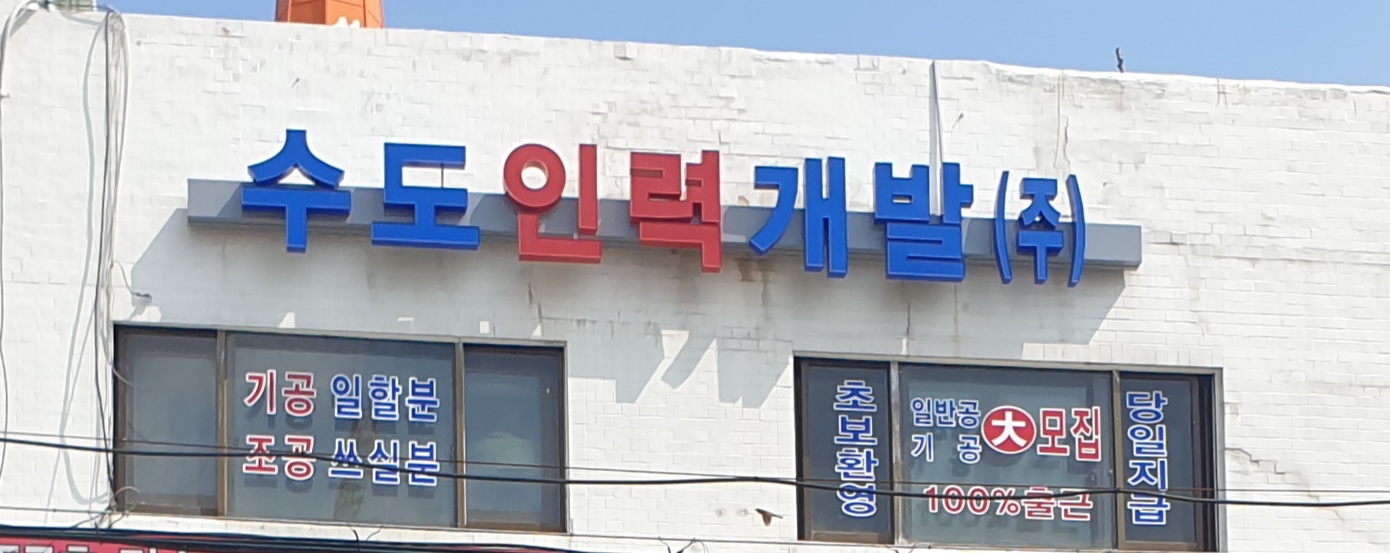 수도인력개발(주)
기공 일할분
조공 쓰실분
초보환영
일반공
기 공
大모집
100%출근
당일지급